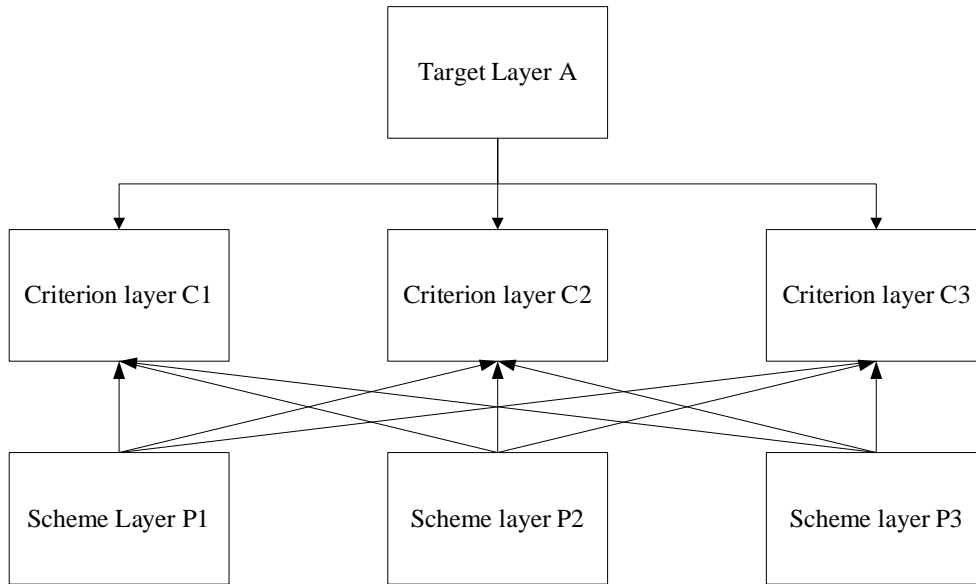 Target Layer A
Criterion layer C1
Criterion layer C2
Criterion layer C3
Scheme Layer P1
Scheme layer P2
Scheme layer P3